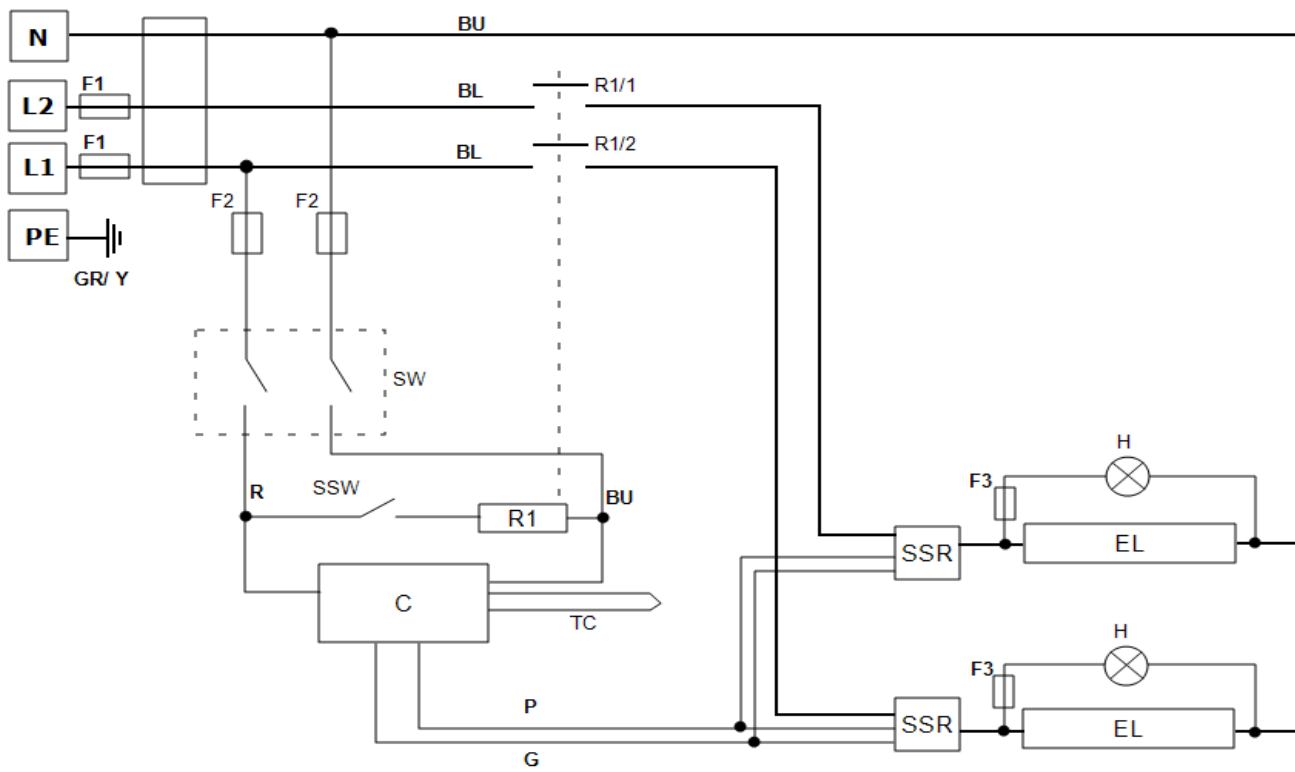 N
BU
F1
L2
BL
R1/1
F1
L1
BL
R1/2
PE
GR/ Y
F2
F2
SW
R
SSW
R1
BU
C
TC
P
G
H
F3
SSR
EL
H
F3
SSR
EL